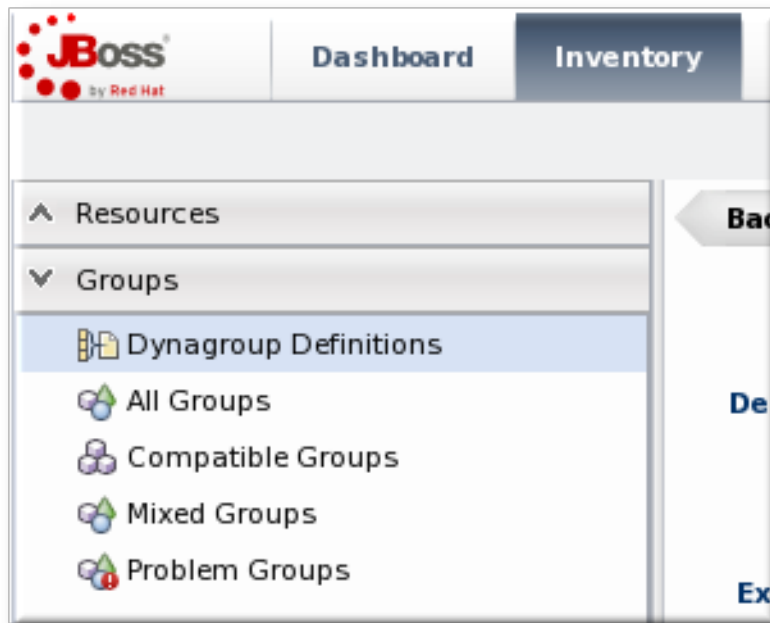 JBoss
by Red Hat
Dashboard
Inventory
Resources
Groups
Dynagroup Definitions
All Groups
Compatible Groups
Mixed Groups
Problem Groups